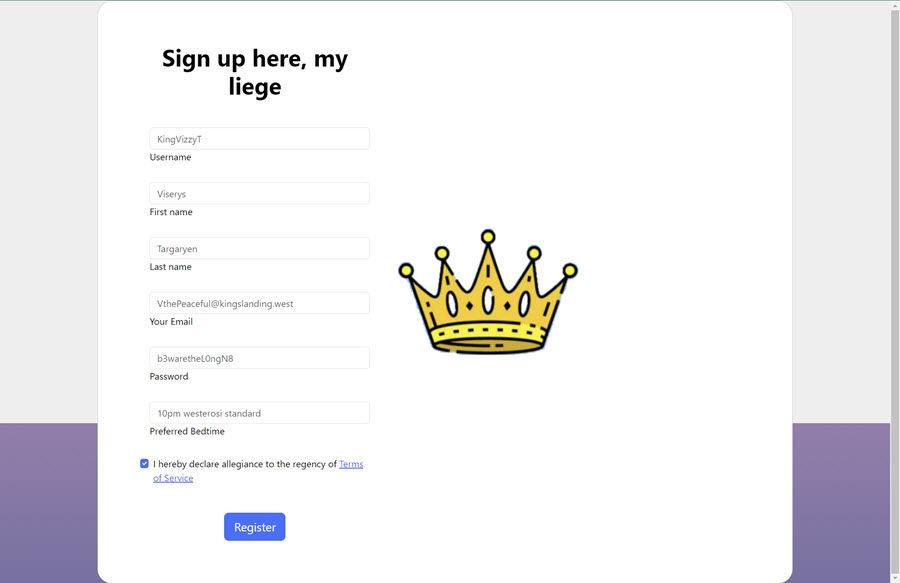 Sign up here, my
liege
KingVizzyT
Username
Viserys
First name
Targaryen
Last name
VthePeaceful@kingslanding.west
Your Email
b3waretheL0ngN8
Password
10pm westerosi standard
Preferred Bedtime
I hereby declare allegiance to the regency of Terms
of Service
Register